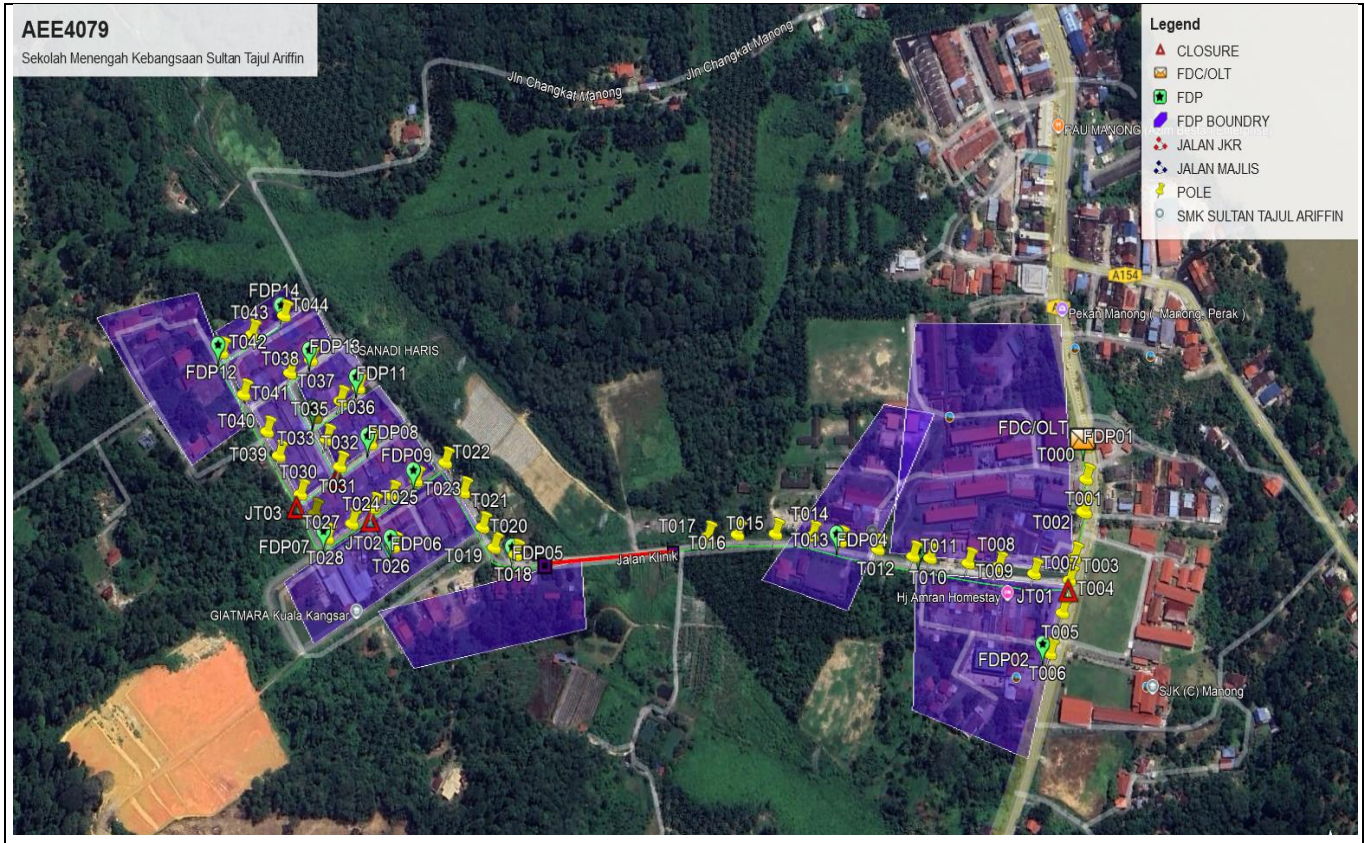 AEE4079
Sekolah Menengah Kebangsaan Sultan Tajul Ariffin
Legend
CLOSURE
FDC/OLT
FDP
FDP BOUNDRY
JALAN JKR
JALAN MAJLIS
POLE
SMK SULTAN TAJUL ARIFFIN
Jln Changkat Manong
Jln Changkat Manong
PAU MANONG
A154
Pekan Manong ( Manong, Perak )
FDP14
T043
T044
T042
FDP12
T038
FDP13
SANADI HARIS
T037
FDP11
T041
T035
T036
T040
T033
T032
FDP08
T039
FDP09
T022
T030
T031
T023
T025
T024
T021
JT03
T027
JT02
T020
FDP07
T028
FDP06
T026
T019
FDP05
T018
GIATMARA Kuala Kangsar
Jalan Klinik
T017
T016
T015
T014
T013
FDP04
T012
T011
T010
T008
T009
T007
T003
T004
Hj Amran Homestay
JT01
T005
FDP02
T006
FDC/OLT
FDP01
T000
T001
T002
SJK (C) Manong